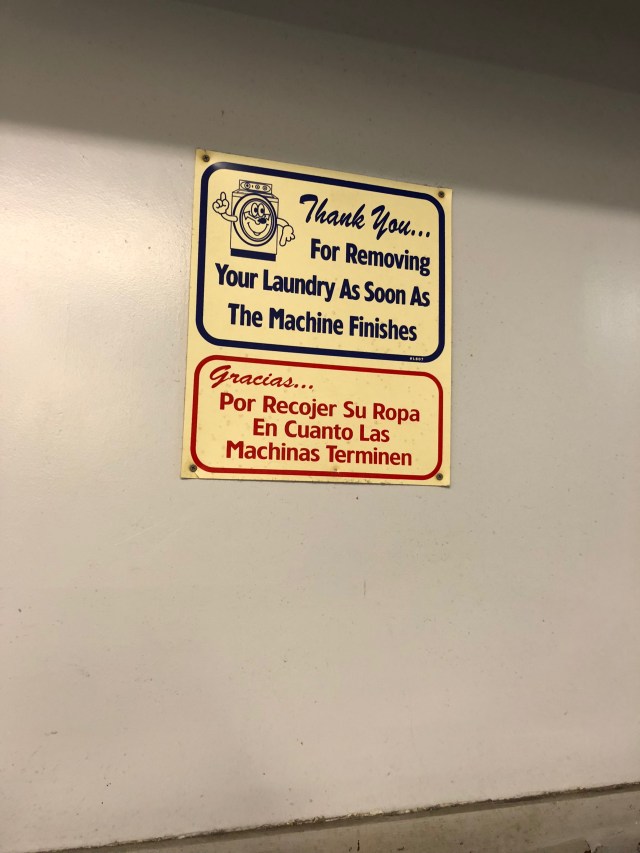 Thank You...
For Removing
Your Laundry As Soon As
The Machine Finishes
Gracias...
Por Recojer Su Ropa
En Cuanto Las
Machinas Terminen